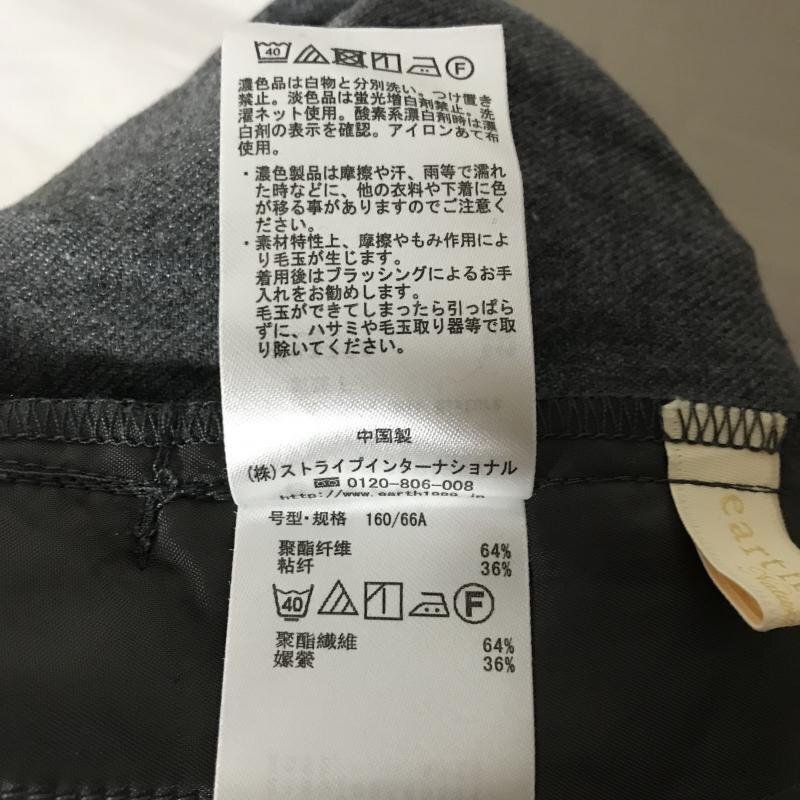 40 F
濃色品は白物と分別洗い。つけ置き
禁止。淡色品は蛍光増白剤禁止。洗
濯ネット使用。酸素系漂白剤時は漂
白剤の表示を確認。アイロンあて布
使用。
・濃色製品は摩擦や汗、雨等で濡れ
た時などに、他の衣料や下着に色
が移る事がありますのでご注意く
ださい。
・素材特性上、摩擦やもみ作用によ
り毛玉が生じます。
着用後はブラッシングによるお手
入れをお勧めします。
毛玉ができてしまったら引っぱら
ずに、ハサミや毛玉取り器等で取
り除いてください。
中国製
(株)ストライプインターナショナル
0120-806-008
http://www.earth1999.jp
号型·规格 160/66A
聚酯纤维 64%
粘纤 36%
40 F
聚酯纖維 64%
嫘縈 36%
earth